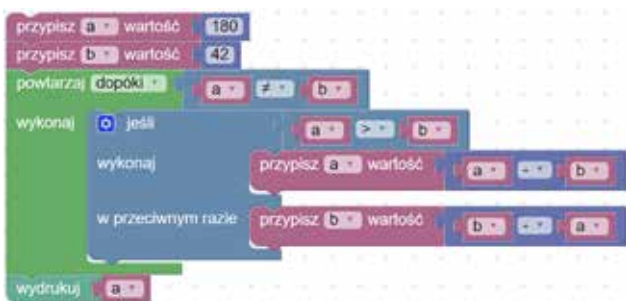 przypisz a wartość 180
przypisz b wartość 42
powtarzaj dopóki a ≠ b
wykonaj jeśli a > b
wykonaj przypisz a wartość a - b
w przeciwnym razie przypisz b wartość b - a
wydrukuj a